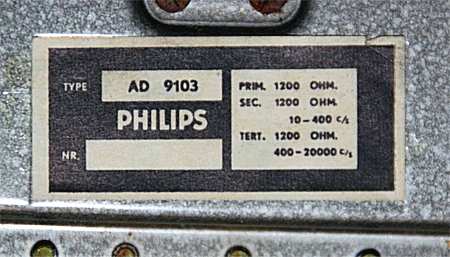 TYPE AD 9103
PHILIPS
NR.
PRIM. 1200 OHM.
SEC. 1200 OHM.
10-400 c/s
TERT. 1200 OHM.
400-20000 c/s